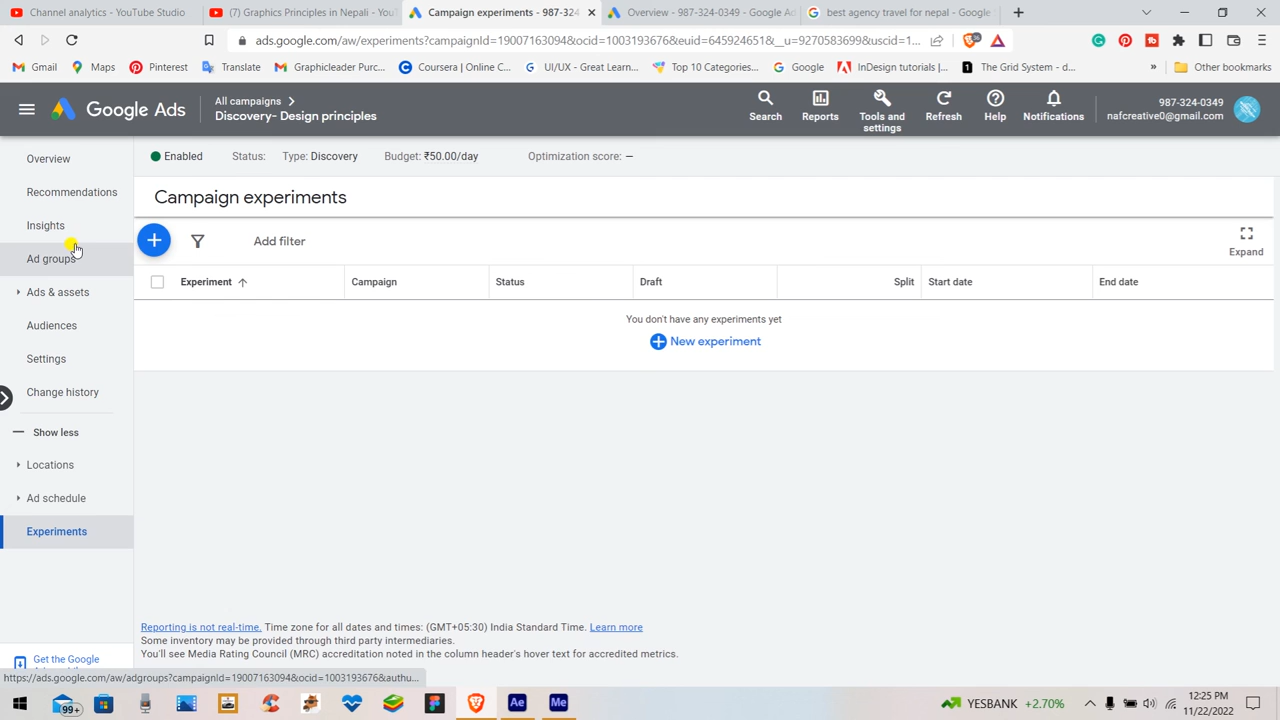 Channel analytics - YouTube Studio
(7) Graphics Principles in Nepali - You
Campaign experiments - 987-324
Overview - 987-324-0349 - Google Ads
best agency travel for nepal - Google
ads.google.com/aw/experiments?campaignId=19007163094&ocid=1003193676&euid=645924651&__u=9270583699&uscid=1...
36
Gmail
Maps
Pinterest
Translate
Graphicleader Purc...
Coursera | Online C...
UI/UX - Great Learn...
Top 10 Categories...
Google
InDesign tutorials |...
The Grid System - d...
Other bookmarks
Google Ads
All campaigns
Discovery- Design principles
Search
Reports
Tools and
settings
Refresh
Help
Notifications
987-324-0349
nafcreative0@gmail.com
Overview
Recommendations
Insights
Ad groups
Ads & assets
Audiences
Settings
Change history
Show less
Locations
Ad schedule
Experiments
Get the Google
Enabled Status: Type: Discovery Budget: ₹50.00/day Optimization score: —
Campaign experiments
Add filter
Expand
Experiment Campaign Status Draft Split Start date End date
You don't have any experiments yet
New experiment
Reporting is not real-time. Time zone for all dates and times: (GMT+05:30) India Standard Time. Learn more
Some inventory may be provided through third party intermediaries.
You'll see Media Rating Council (MRC) accreditation noted in the column header's hover text for accredited metrics.
https://ads.google.com/aw/adgroups?campaignId=19007163094&ocid=1003193676&authu...
99+
Ae
Me
YESBANK +2.70%
12:25 PM
11/22/2022